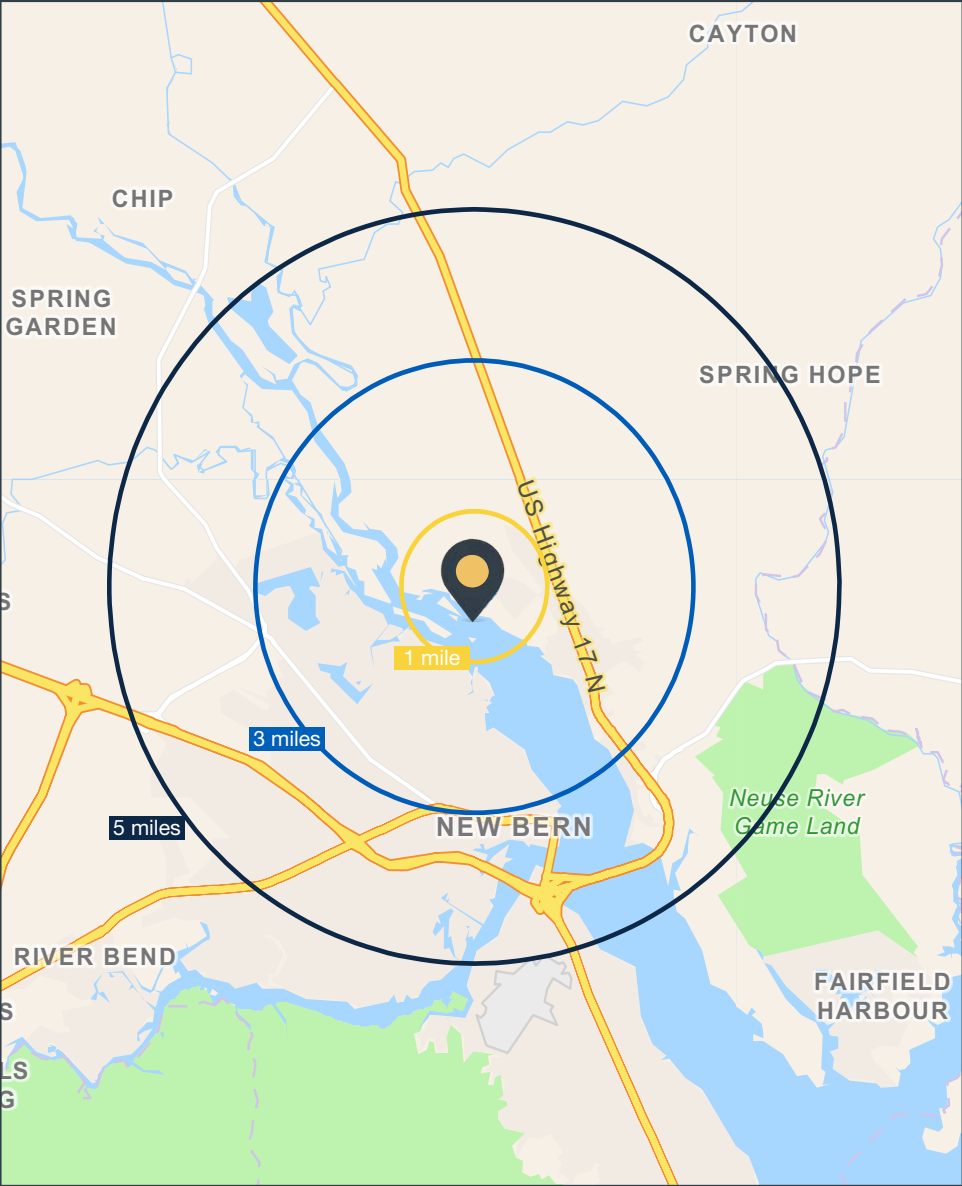 CAYTON
CHIP
SPRING
GARDEN
SPRING HOPE
US Highway 17 N
S
1 mile
3 miles
5 miles
NEW BERN
Neuse River
Game Land
RIVER BEND
FAIRFIELD
HARBOUR
S
LS
G